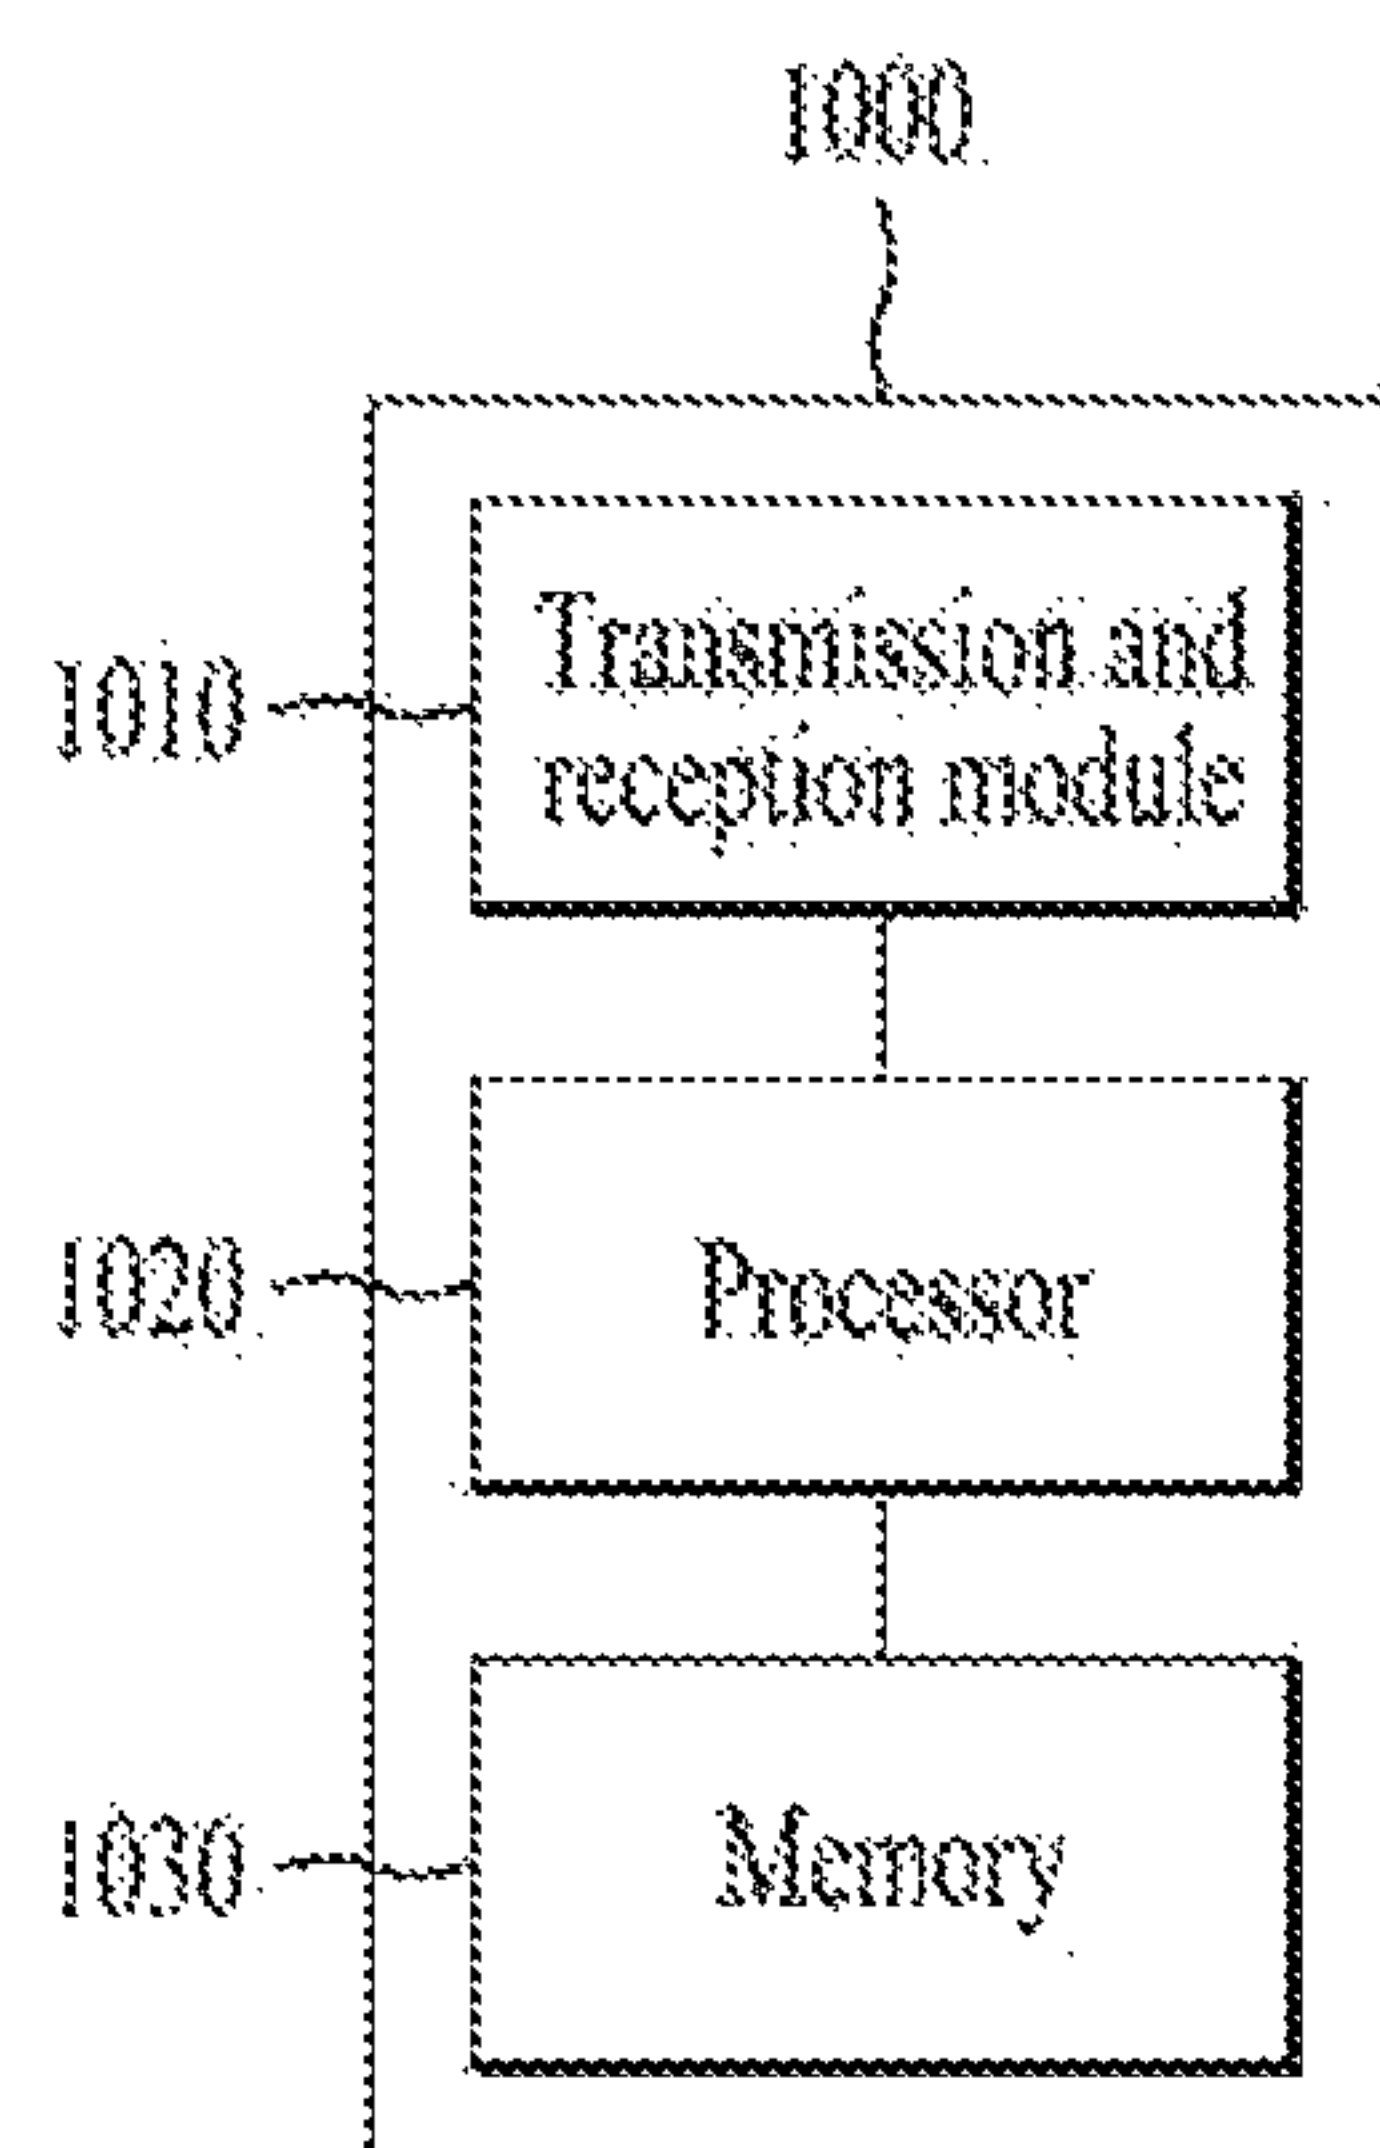 1000
1010
Transmission and
reception module
1020
Processor
1030
Memory